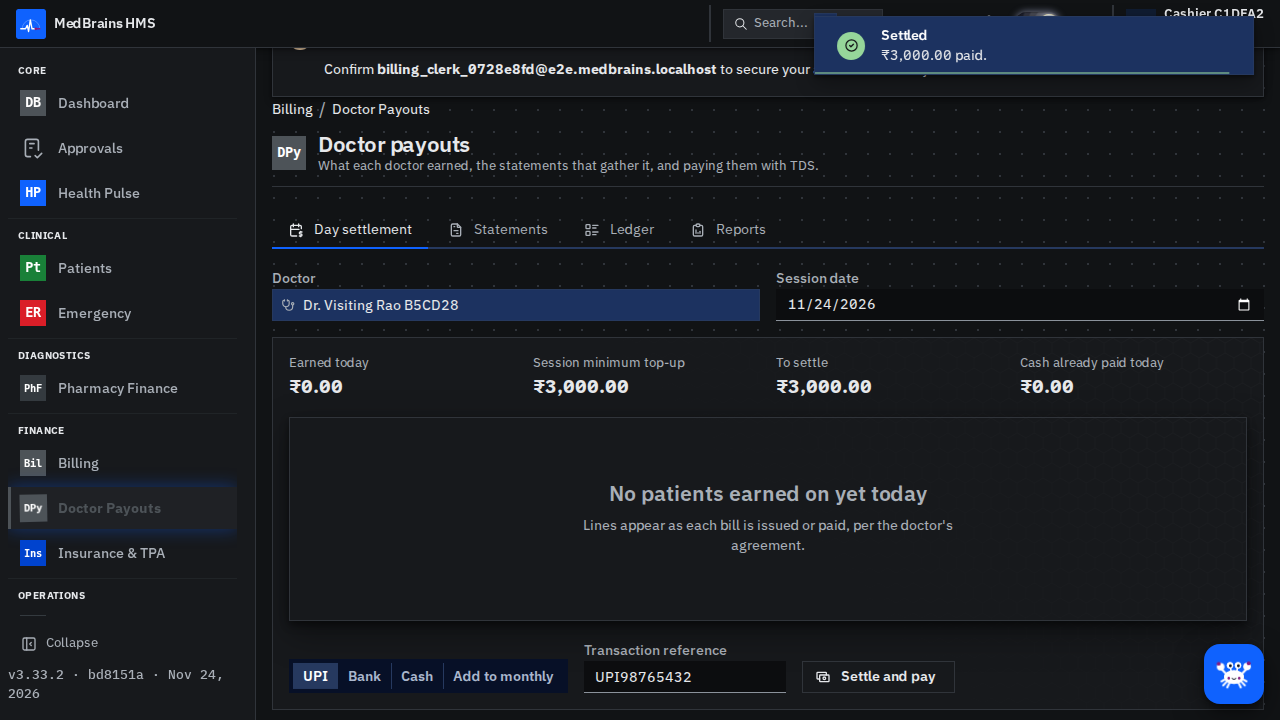 MedBrains HMS
Search...
Cashier C1DFA2
Settled
₹3,000.00 paid.
Confirm billing_clerk_0728e8fd@e2e.medbrains.localhost to secure your
CORE
DB Dashboard
Approvals
HP Health Pulse
CLINICAL
Pt Patients
ER Emergency
DIAGNOSTICS
PhF Pharmacy Finance
FINANCE
Bil Billing
DPy Doctor Payouts
Ins Insurance & TPA
OPERATIONS
Collapse
v3.33.2 · bd8151a · Nov 24,
2026
Billing / Doctor Payouts
DPy Doctor payouts
What each doctor earned, the statements that gather it, and paying them with TDS.
Day settlement Statements Ledger Reports
Doctor Session date
Dr. Visiting Rao B5CD28 11/24/2026
Earned today Session minimum top-up To settle Cash already paid today
₹0.00 ₹3,000.00 ₹3,000.00 ₹0.00
No patients earned on yet today
Lines appear as each bill is issued or paid, per the doctor's
agreement.
Transaction reference
UPI Bank Cash Add to monthly UPI98765432 Settle and pay